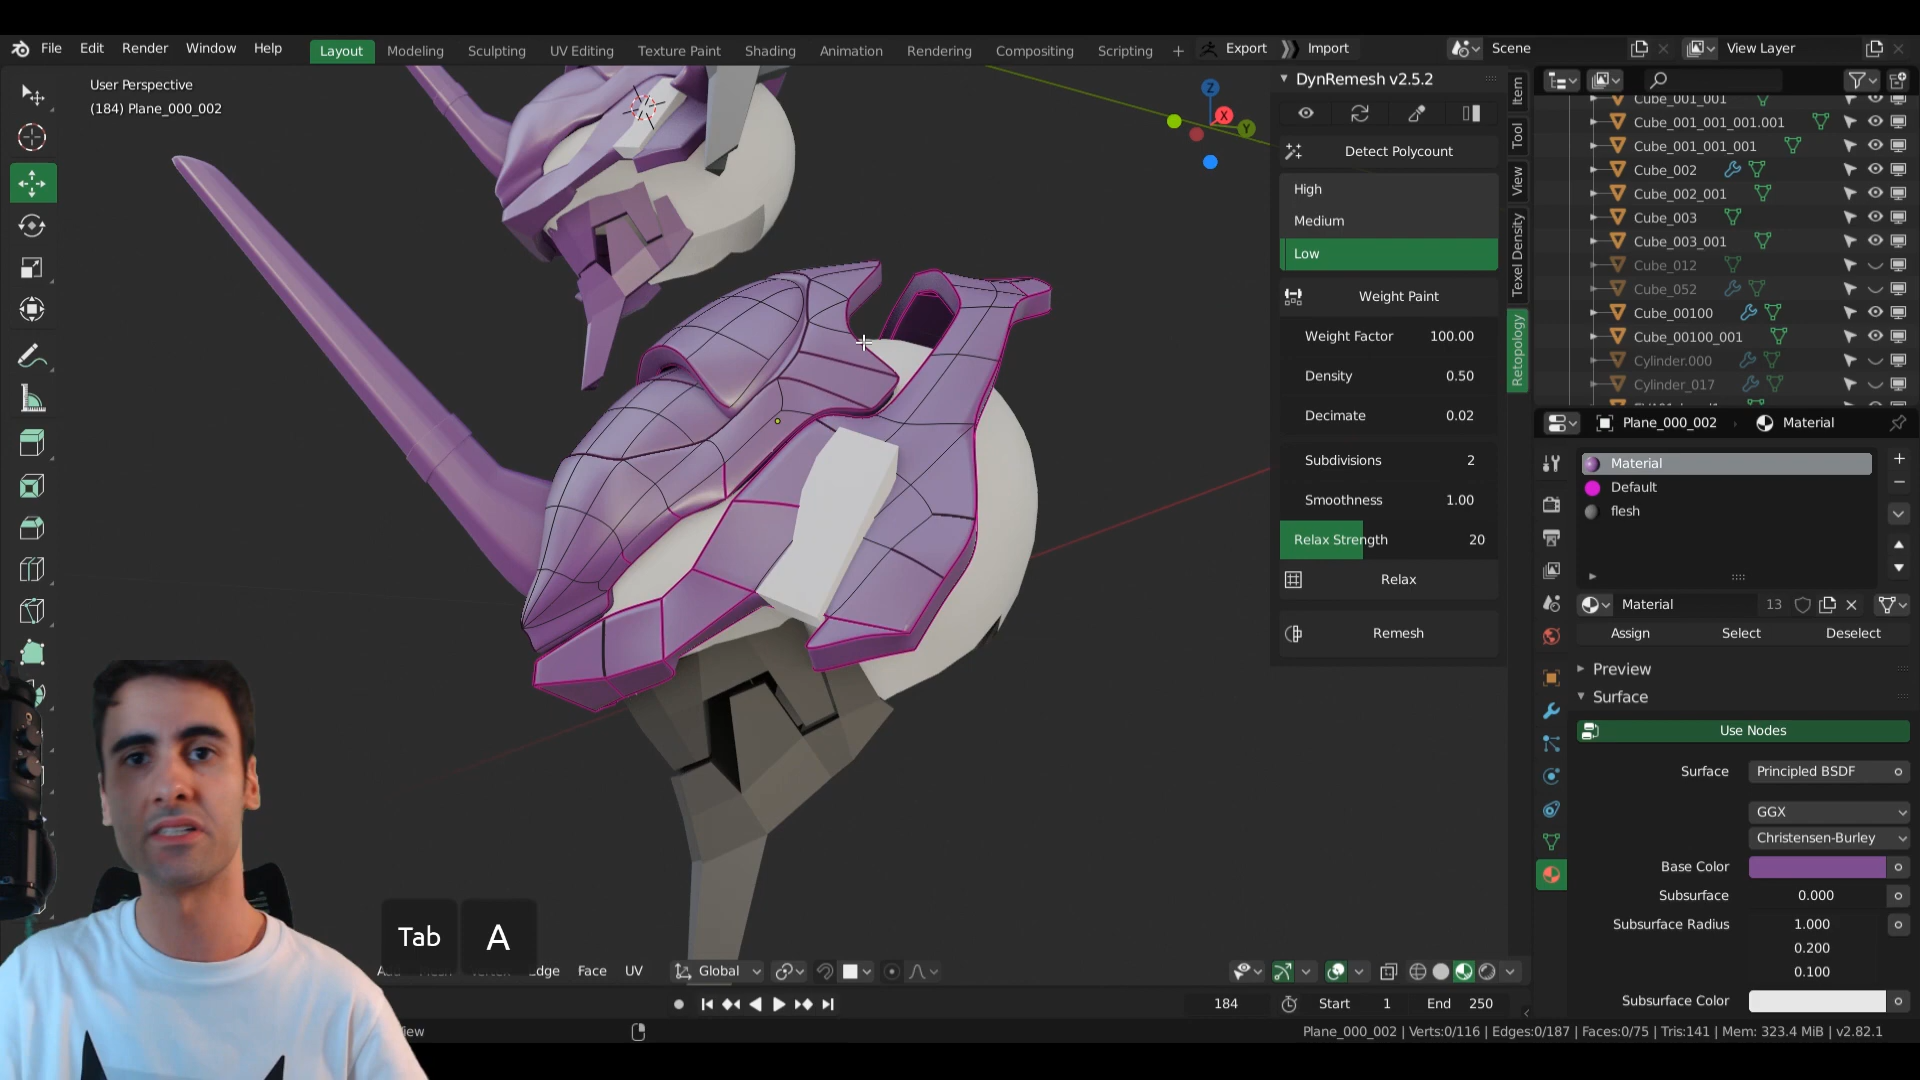 File Edit Render Window Help
Layout Modeling Sculpting UV Editing Texture Paint Shading Animation Rendering Compositing Scripting +
Export Import
Scene
View Layer
User Perspective
(184) Plane_000_002
Z
X
Y
DynRemesh v2.5.2
Detect Polycount
High
Medium
Low
Weight Paint
Weight Factor 100.00
Density 0.50
Decimate 0.02
Subdivisions 2
Smoothness 1.00
Relax Strength 20
Relax
Remesh
Item
Tool
View
Texel Density
Retopology
Cube_001_001
Cube_001_001_001.001
Cube_001_001_001
Cube_002
Cube_002_001
Cube_003
Cube_003_001
Cube_012
Cube_052
Cube_00100
Cube_00100_001
Cylinder.000
Cylinder_017
Plane_000_002 Material
Material
Default
flesh
Material 13
Assign Select Deselect
Preview
Surface
Use Nodes
Surface Principled BSDF
GGX
Christensen-Burley
Base Color
Subsurface 0.000
Subsurface Radius 1.000
0.200
0.100
Subsurface Color
Tab A
Face UV
Global
184 Start 1 End 250
Plane_000_002 | Verts:0/116 | Edges:0/187 | Faces:0/75 | Tris:141 | Mem: 323.4 MiB | v2.82.1